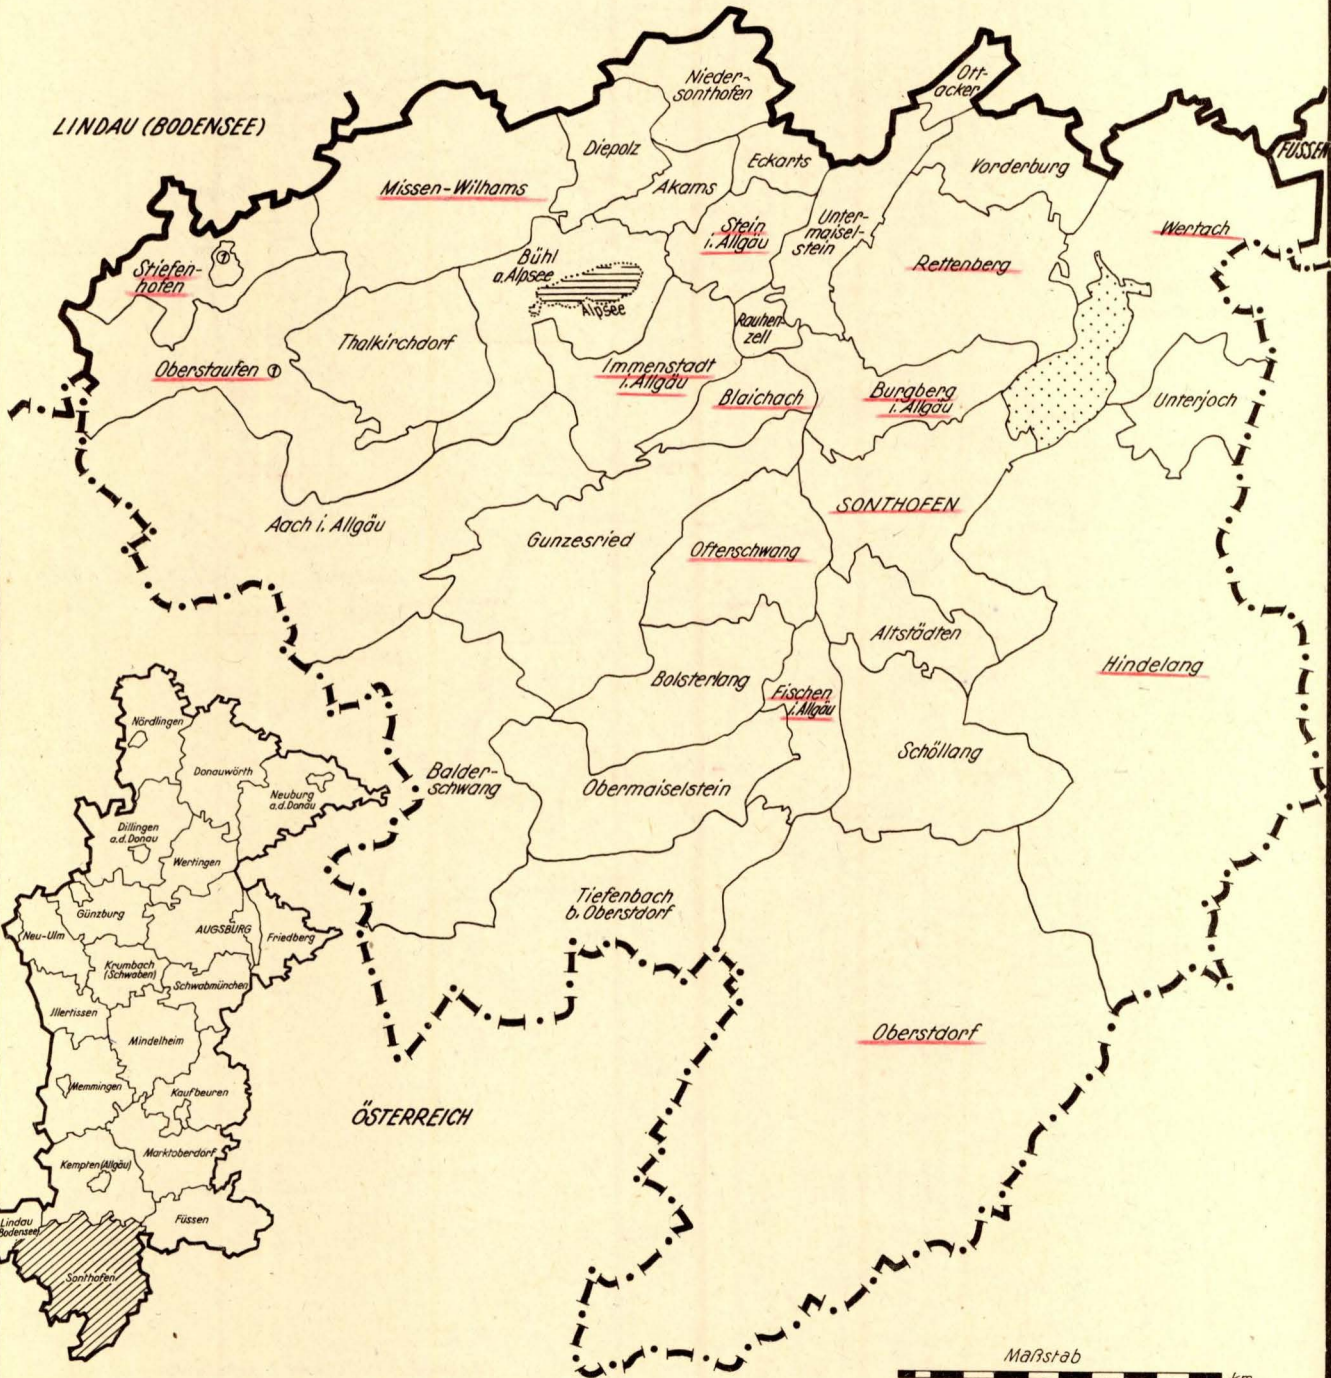 Nieder-
sonthofen
Ott-
acker
LINDAU (BODENSEE)
FÜSSEN
Diepolz
Eckarts
Vorderburg
Missen-Wilhams
Akams
Stein
i. Allgäu
Unter-
maisel-
stein
Wertach
Rettenberg
Stiefen-
hofen
1
Bühl
a. Alpsee
Alpsee
Rauhen-
zell
Thalkirchdorf
Oberstaufen 1
Immenstadt
i. Allgäu
Blaichach
Burgberg
i. Allgäu
Unterjoch
SONTHOFEN
Aach i. Allgäu
Gunzesried
Ofterschwang
Altstädten
Hindelang
Bolsterlang
Fischen
i. Allgäu
Schöllang
Balder-
schwang
Obermaiselstein
Tiefenbach
b. Oberstdorf
Oberstdorf
ÖSTERREICH
Nördlingen
Donauwörth
Neuburg
a.d. Donau
Dillingen
a.d. Donau
Wertingen
Günzburg
Neu-Ulm
AUGSBURG
Friedberg
Krumbach
(Schwaben)
Schwabmünchen
Illertissen
Mindelheim
Memmingen
Kaufbeuren
Marktoberdorf
Kempten (Allgäu)
Lindau
(Bodensee)
Füssen
Sonthofen
Maßstab
km